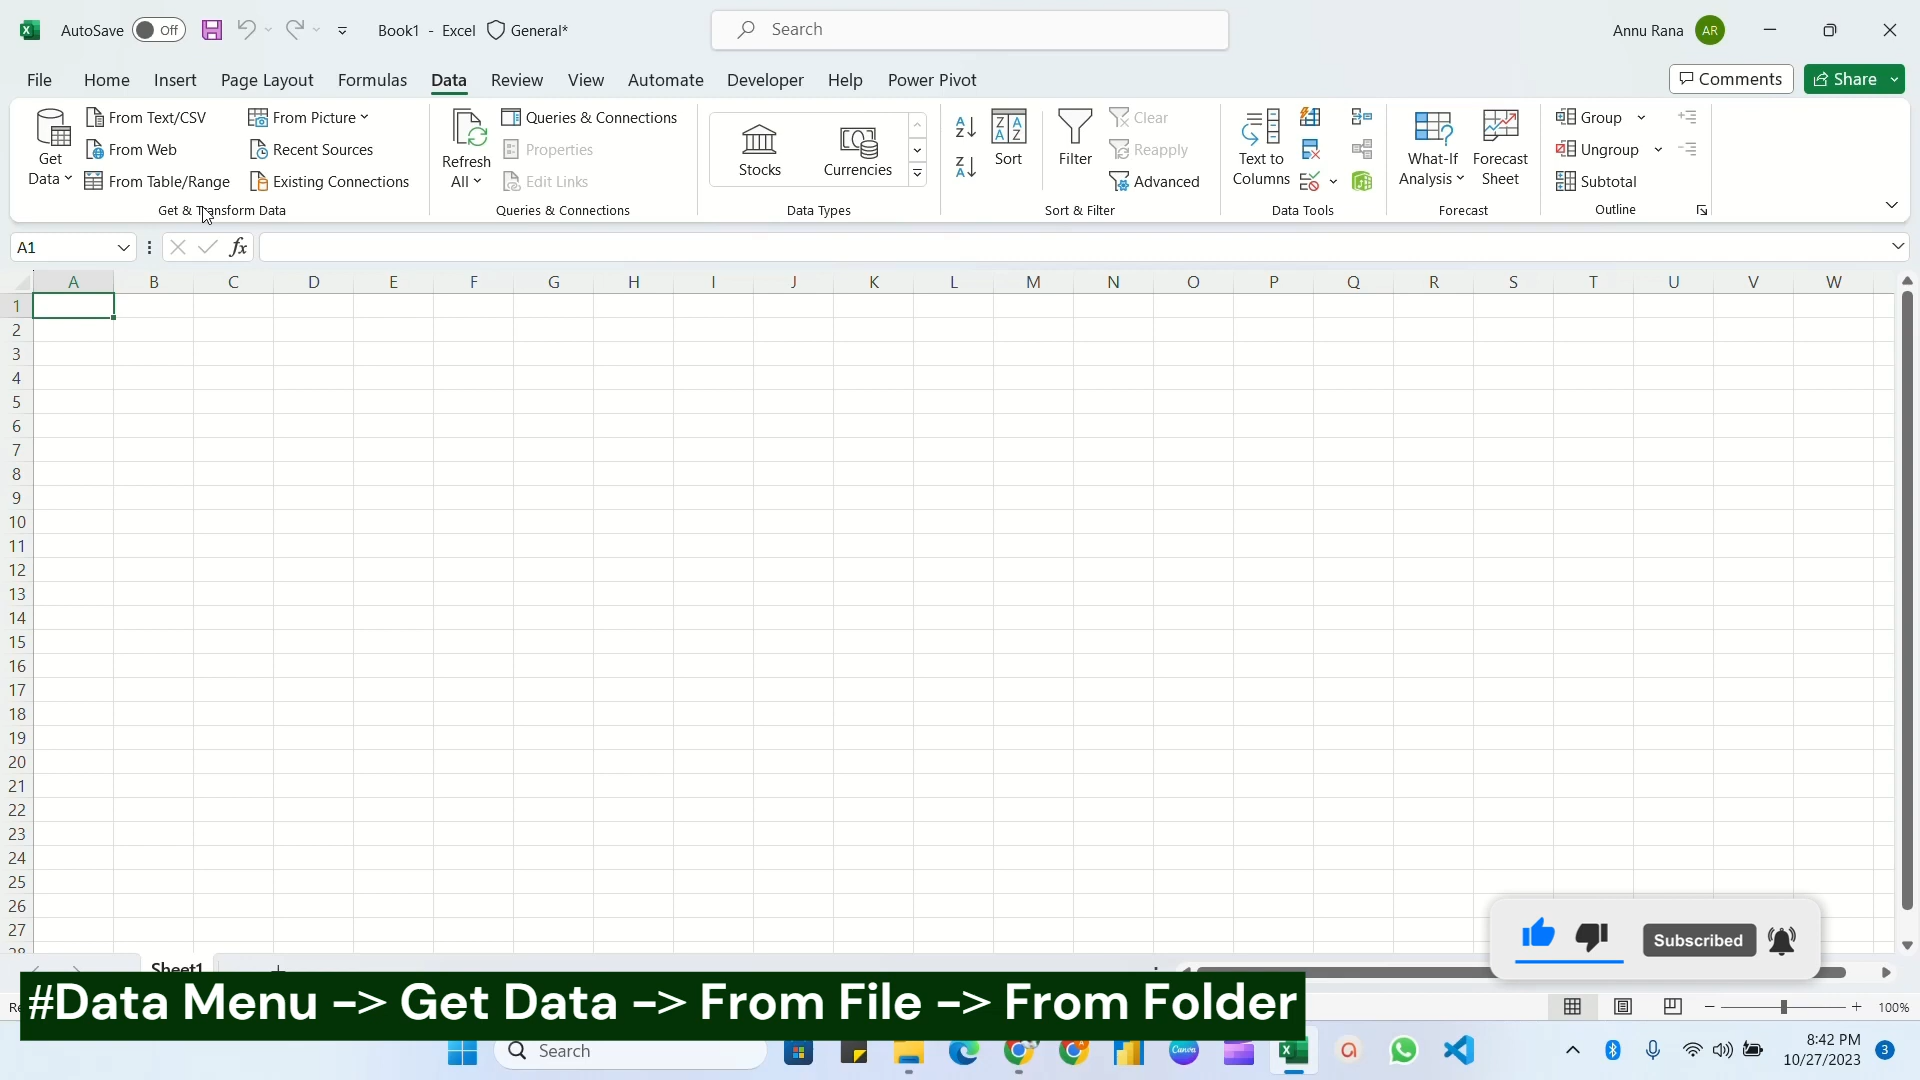 AutoSave Off Book1 - Excel General* Search Annu Rana AR
File Home Insert Page Layout Formulas Data Review View Automate Developer Help Power Pivot Comments Share
Get Data
From Text/CSV
From Web
From Table/Range
From Picture
Recent Sources
Existing Connections
Get & Transform Data
Refresh All
Queries & Connections
Properties
Edit Links
Queries & Connections
Stocks
Currencies
Data Types
Sort
Filter
Clear
Reapply
Advanced
Sort & Filter
Text to
Columns
Data Tools
What-If
Analysis
Forecast
Sheet
Forecast
Group
Ungroup
Subtotal
Outline
A1 fx
A B C D E F G H I J K L M N O P Q R S T U V W
1
2
3
4
5
6
7
8
9
10
11
12
13
14
15
16
17
18
19
20
21
22
23
24
25
26
27
28
Subscribed
Sheet1
#Data Menu -> Get Data -> From File -> From Folder
100%
Search
Canva
8:42 PM
10/27/2023
3